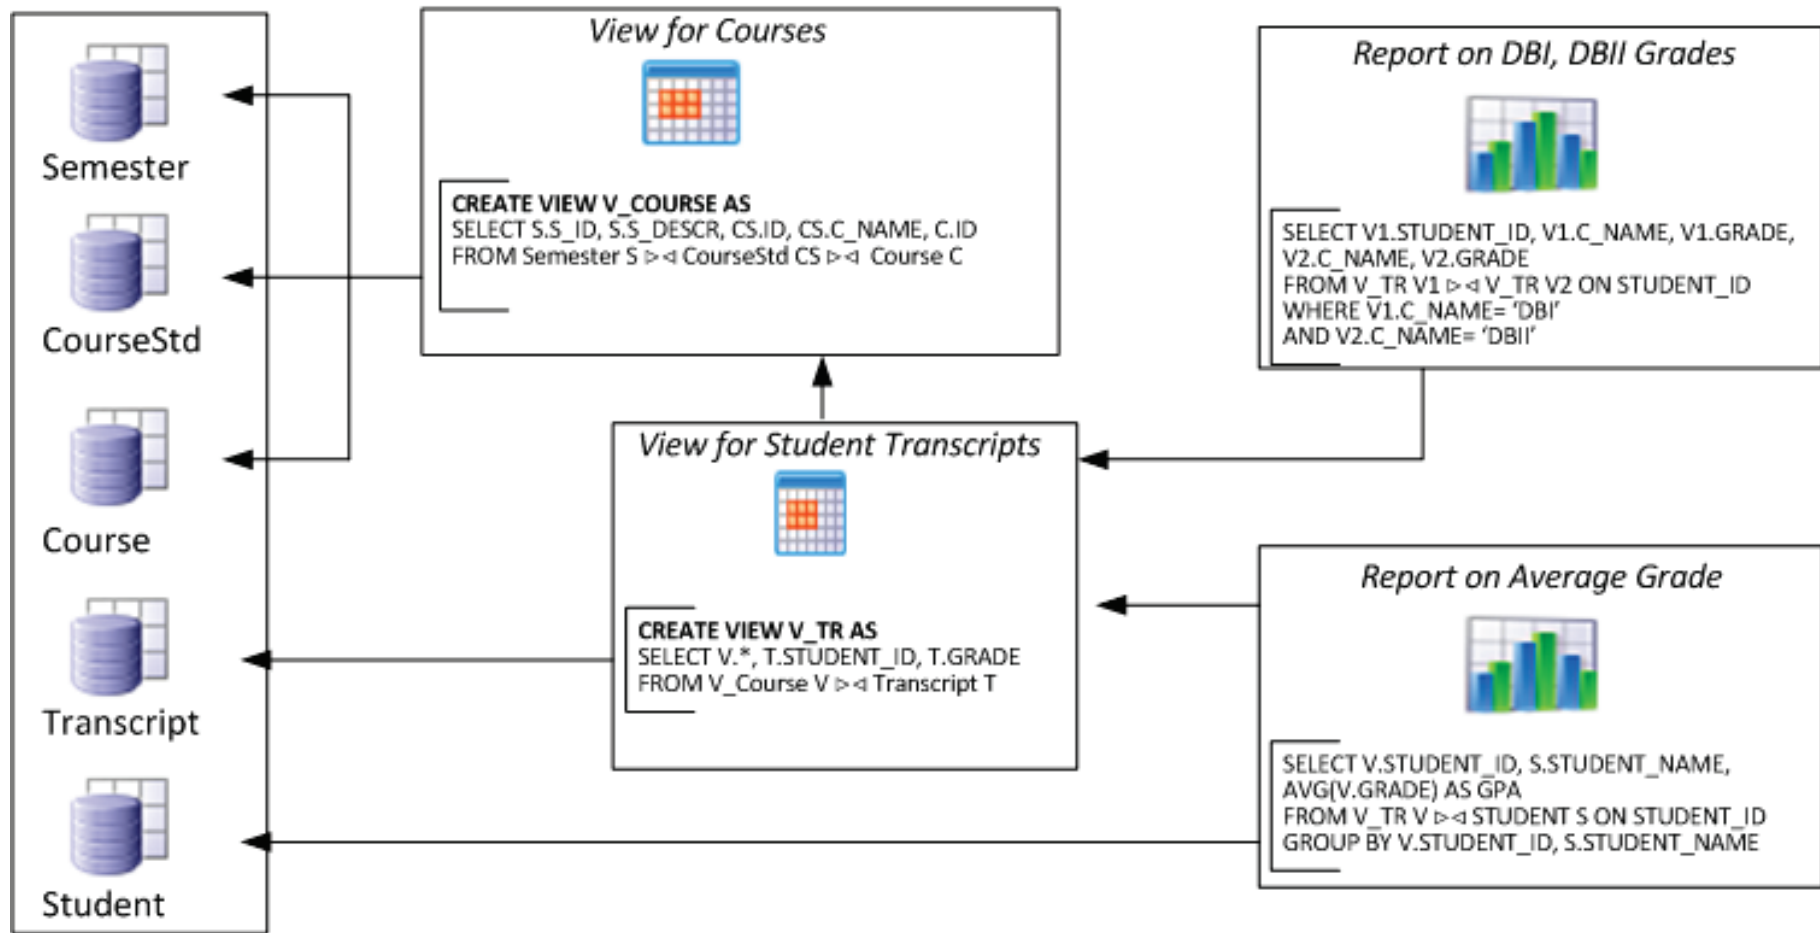 Semester
CourseStd
Course
Transcript
Student
View for Courses
CREATE VIEW V_COURSE AS
SELECT S.S_ID, S.S_DESCR, CS.ID, CS.C_NAME, C.ID
FROM Semester S ▷◁ CourseStd CS ▷◁ Course C
View for Student Transcripts
CREATE VIEW V_TR AS
SELECT V.*, T.STUDENT_ID, T.GRADE
FROM V_Course V ▷◁ Transcript T
Report on DBI, DBII Grades
SELECT V1.STUDENT_ID, V1.C_NAME, V1.GRADE,
V2.C_NAME, V2.GRADE
FROM V_TR V1 ▷◁ V_TR V2 ON STUDENT_ID
WHERE V1.C_NAME= ‘DBI’
AND V2.C_NAME= ‘DBII’
Report on Average Grade
SELECT V.STUDENT_ID, S.STUDENT_NAME,
AVG(V.GRADE) AS GPA
FROM V_TR V ▷◁ STUDENT S ON STUDENT_ID
GROUP BY V.STUDENT_ID, S.STUDENT_NAME